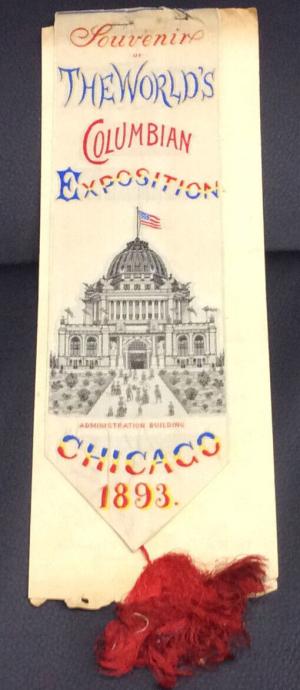 Souvenir
OF
THE WORLD'S
COLUMBIAN
EXPOSITION
ADMINISTRATION BUILDING
CHICAGO
1893.